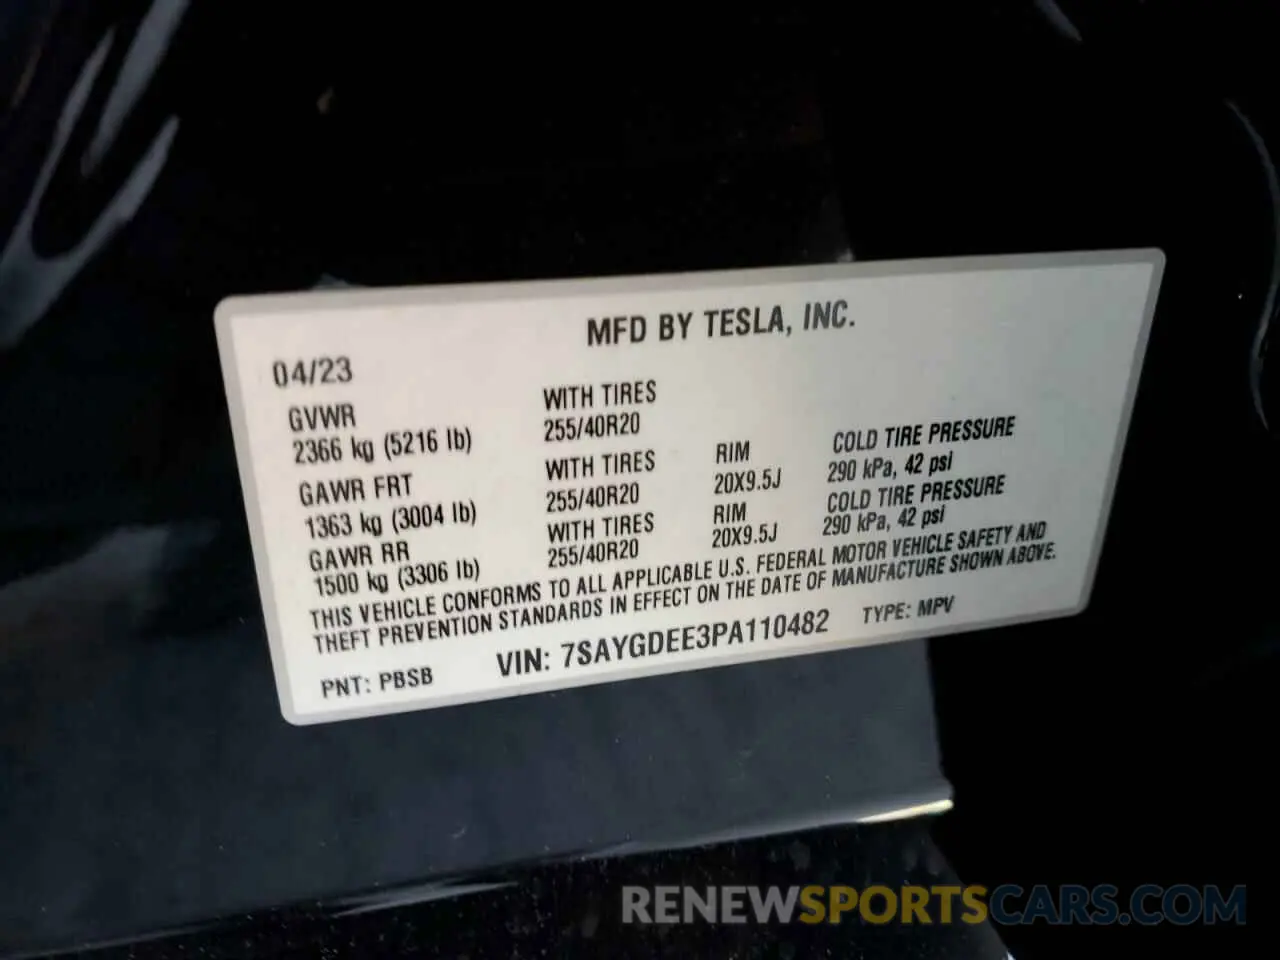 MFD BY TESLA, INC.
04/23
GVWR
2366 kg (5216 lb)
WITH TIRES
255/40R20
GAWR FRT
1363 kg (3004 lb)
WITH TIRES
255/40R20
RIM
20X9.5J
COLD TIRE PRESSURE
290 kPa, 42 psi
GAWR RR
1500 kg (3306 lb)
WITH TIRES
255/40R20
RIM
20X9.5J
COLD TIRE PRESSURE
290 kPa, 42 psi
THIS VEHICLE CONFORMS TO ALL APPLICABLE U.S. FEDERAL MOTOR VEHICLE SAFETY AND
THEFT PREVENTION STANDARDS IN EFFECT ON THE DATE OF MANUFACTURE SHOWN ABOVE.
PNT: PBSB VIN: 7SAYGDEE3PA110482 TYPE: MPV
RENEWSPORTSCARS.COM